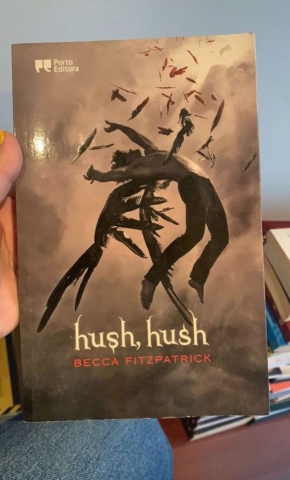 Porto
Editora
hush, hush
BECCA FITZPATRICK